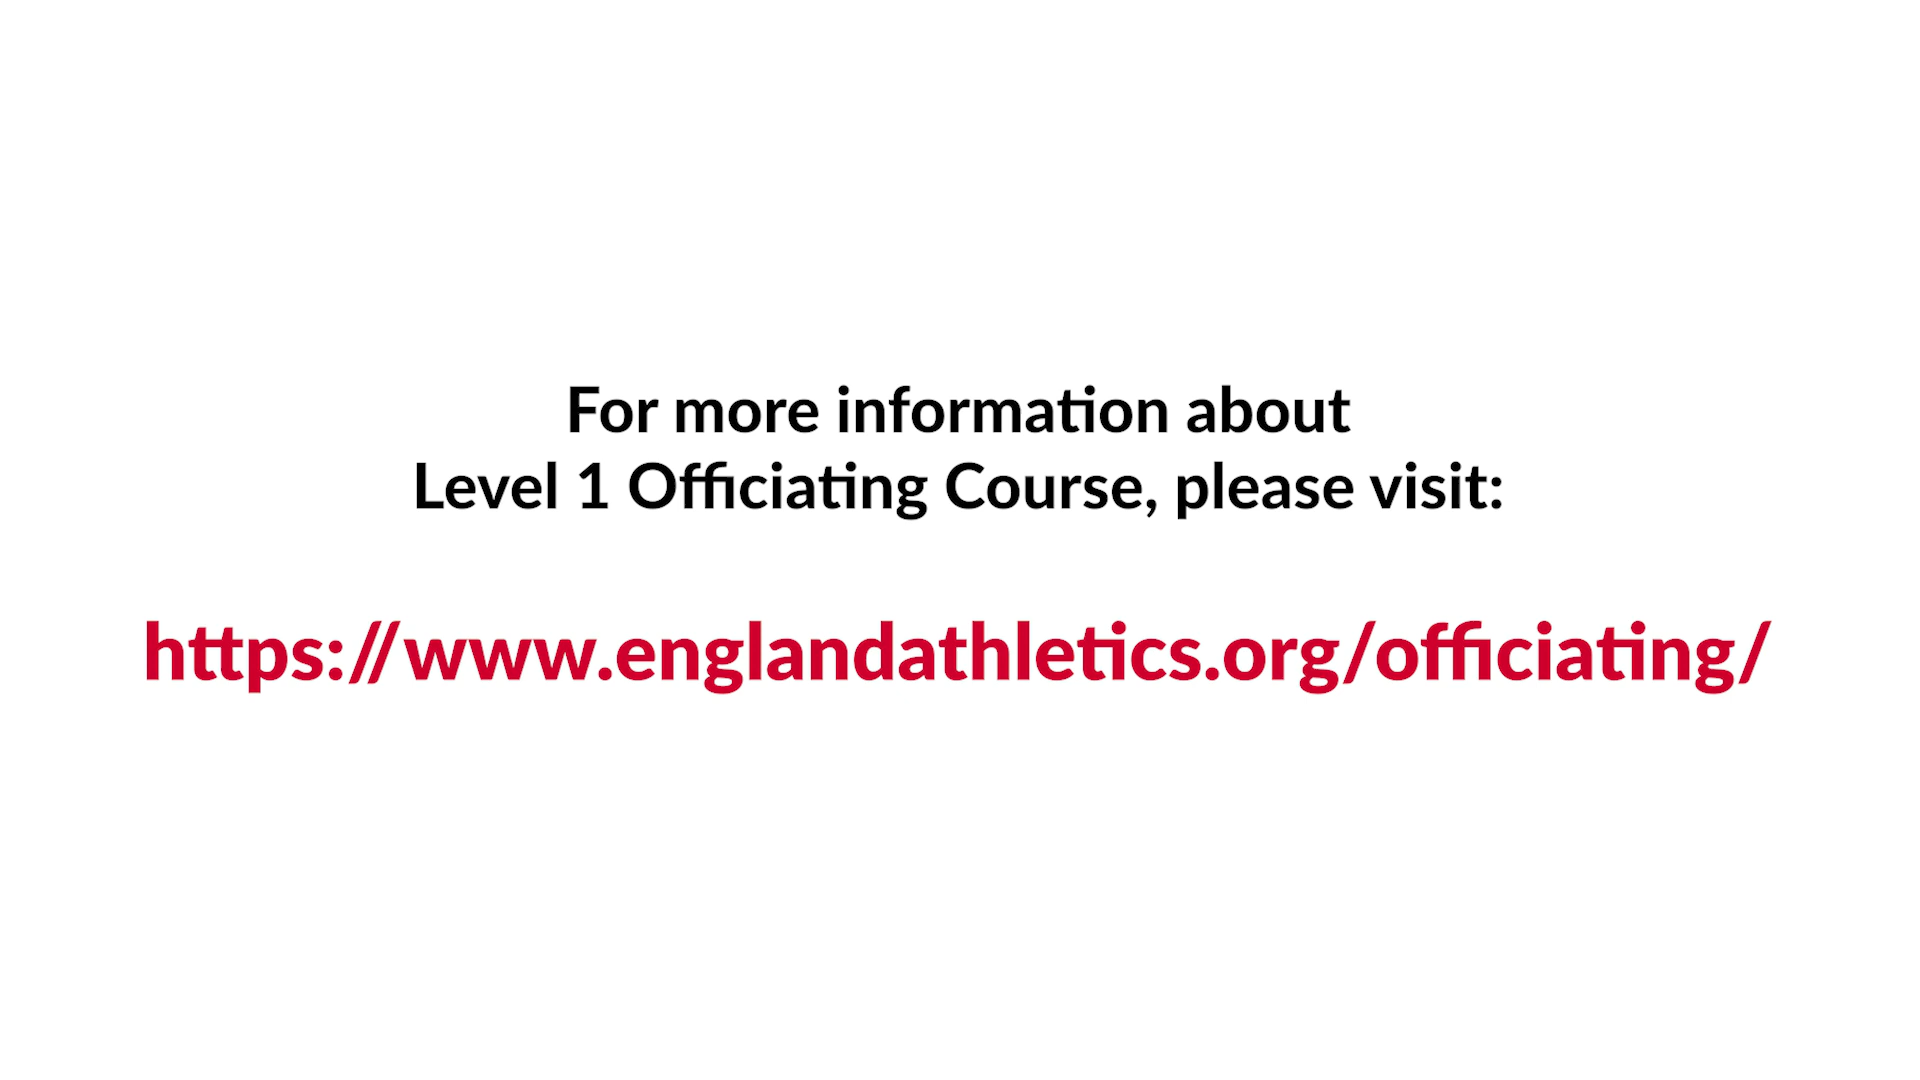 For more information about
Level 1 Officiating Course, please visit:
https://www.englandathletics.org/officiating/